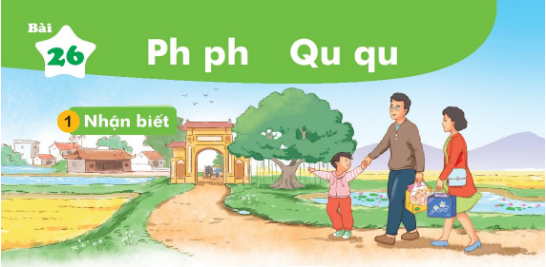 Bài
26
Ph ph Qu qu
1 Nhận biết